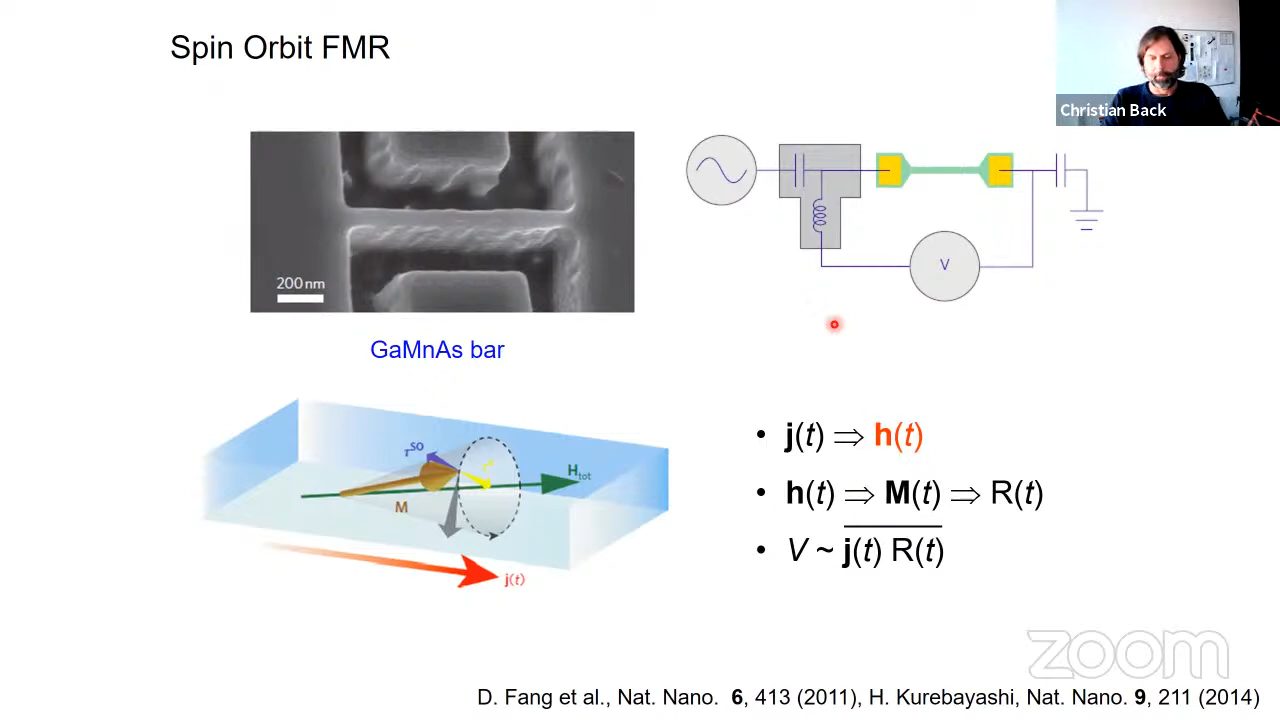 Spin Orbit FMR
Christian Back
200 nm
V
GaMnAs bar
τSO
H tot
M
j(t)
• j(t) ⇒ h(t)
• h(t) ⇒ M(t) ⇒ R(t)
• V ~ j(t) R(t)
zoom
D. Fang et al., Nat. Nano. 6, 413 (2011), H. Kurebayashi, Nat. Nano. 9, 211 (2014)